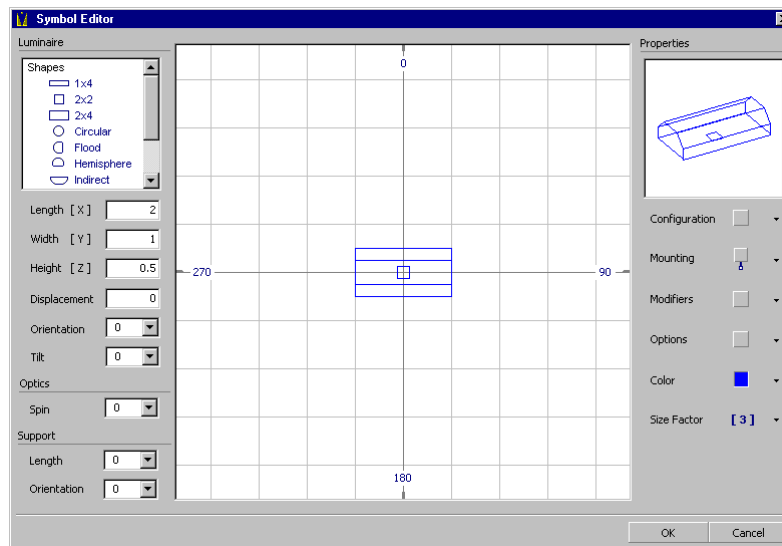 Symbol Editor
Luminaire
Shapes
1x4
2x2
2x4
Circular
Flood
Hemisphere
Indirect
Length [ X ] 2
Width [ Y ] 1
Height [ Z ] 0.5
Displacement 0
Orientation 0
Tilt 0
Optics
Spin 0
Support
Length 0
Orientation 0
0
270
90
180
Properties
Configuration
Mounting
Modifiers
Options
Color
Size Factor [ 3 ]
OK Cancel